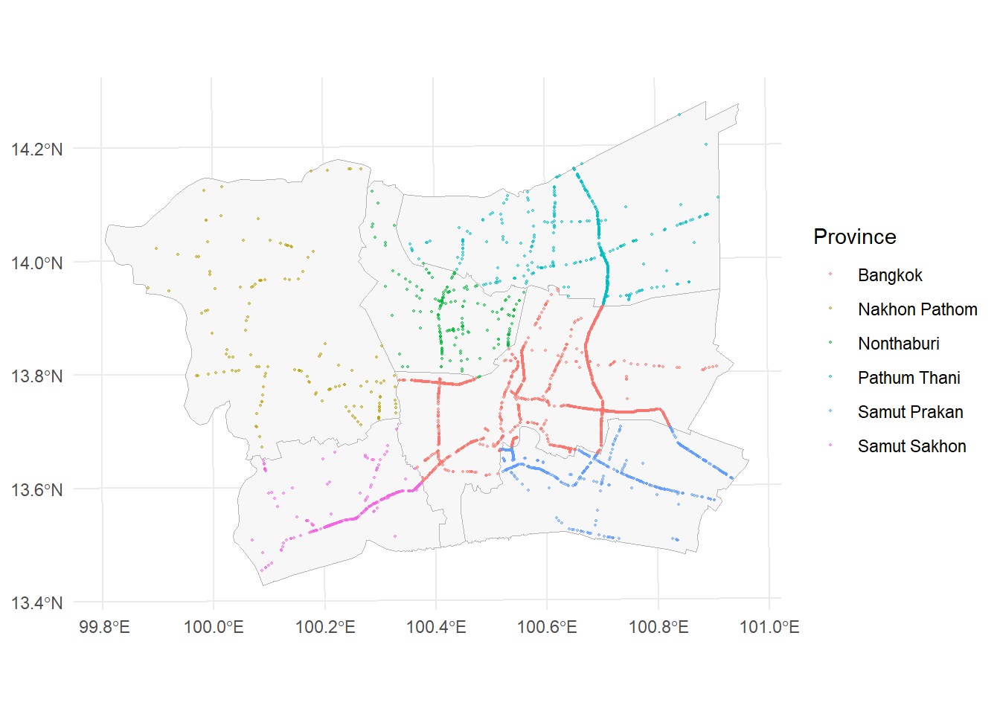 14.2°N
14.0°N
13.8°N
13.6°N
13.4°N
99.8°E 100.0°E 100.2°E 100.4°E 100.6°E 100.8°E 101.0°E
Province
Bangkok
Nakhon Pathom
Nonthaburi
Pathum Thani
Samut Prakan
Samut Sakhon